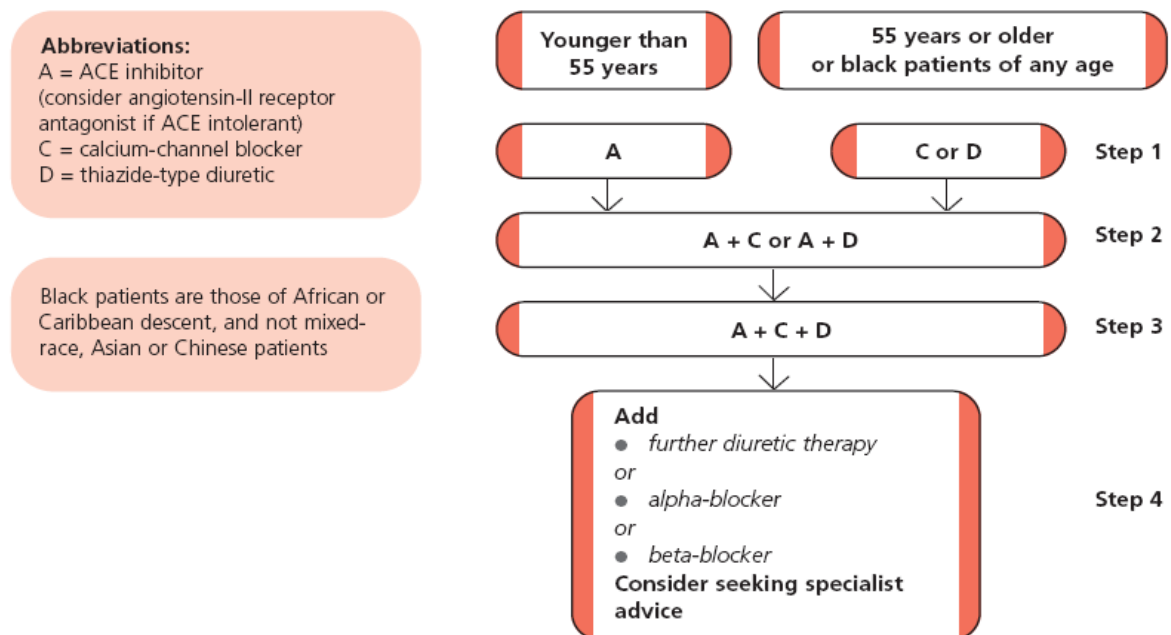 Abbreviations:
A = ACE inhibitor
(consider angiotensin-II receptor
antagonist if ACE intolerant)
C = calcium-channel blocker
D = thiazide-type diuretic
Black patients are those of African or
Caribbean descent, and not mixed-
race, Asian or Chinese patients
Younger than
55 years
55 years or older
or black patients of any age
A
C or D
Step 1
A + C or A + D
Step 2
A + C + D
Step 3
Add
● further diuretic therapy
or
● alpha-blocker
or
● beta-blocker
Consider seeking specialist
advice
Step 4